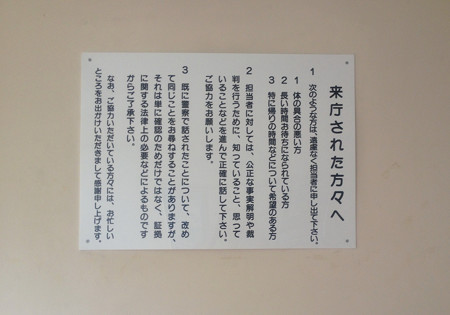 来庁された方々へ
1 次のような方は、遠慮なく担当者に申し出て下さい。
1 体の具合の悪い方
2 長い時間お待ちになられている方
3 特に帰りの時間などについて希望のある方
2 担当者に対しては、公正な事実解明や裁
判を行うために、知っていること、思って
いることなどを進んで正確に話して下さい。
ご協力をお願いします。
3 既に警察で話されたことについて、改め
て同じことをお尋ねすることがありますが、
それは単に確認のためだけではなく、証拠
に関する法律上の必要などによるものです
からご了承下さい。
なお、ご協力いただいている方々には、お忙しい
ところをお出かけいただきまして感謝申し上げます。